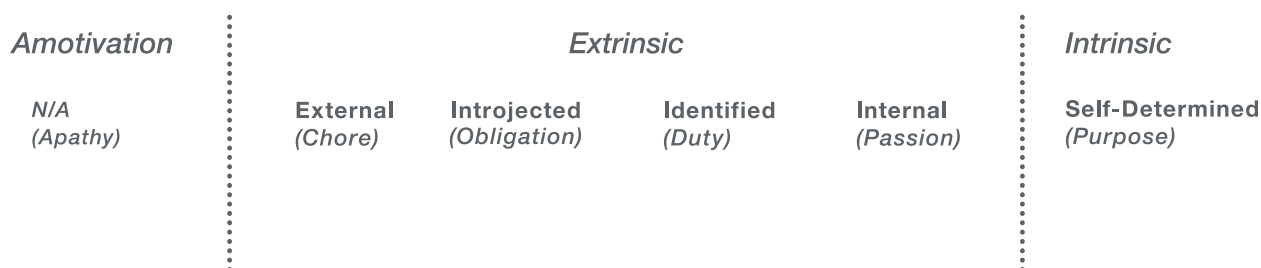 Amotivation
Extrinsic
Intrinsic
N/A
(Apathy)
External
(Chore)
Introjected
(Obligation)
Identified
(Duty)
Internal
(Passion)
Self-Determined
(Purpose)